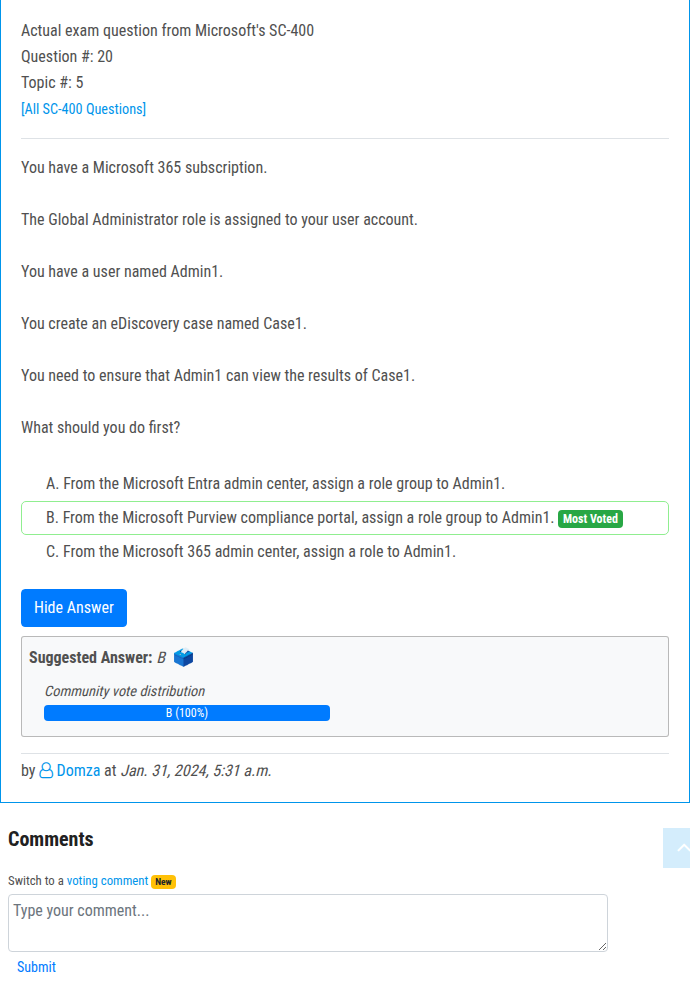 Actual exam question from Microsoft's SC-400
Question #: 20
Topic #: 5
[All SC-400 Questions]
You have a Microsoft 365 subscription.
The Global Administrator role is assigned to your user account.
You have a user named Admin1.
You create an eDiscovery case named Case1.
You need to ensure that Admin1 can view the results of Case1.
What should you do first?
A. From the Microsoft Entra admin center, assign a role group to Admin1.
B. From the Microsoft Purview compliance portal, assign a role group to Admin1. Most Voted
C. From the Microsoft 365 admin center, assign a role to Admin1.
Hide Answer
Suggested Answer: B
Community vote distribution
B (100%)
by Domza at Jan. 31, 2024, 5:31 a.m.
Comments
Switch to a voting comment New
Type your comment...
Submit